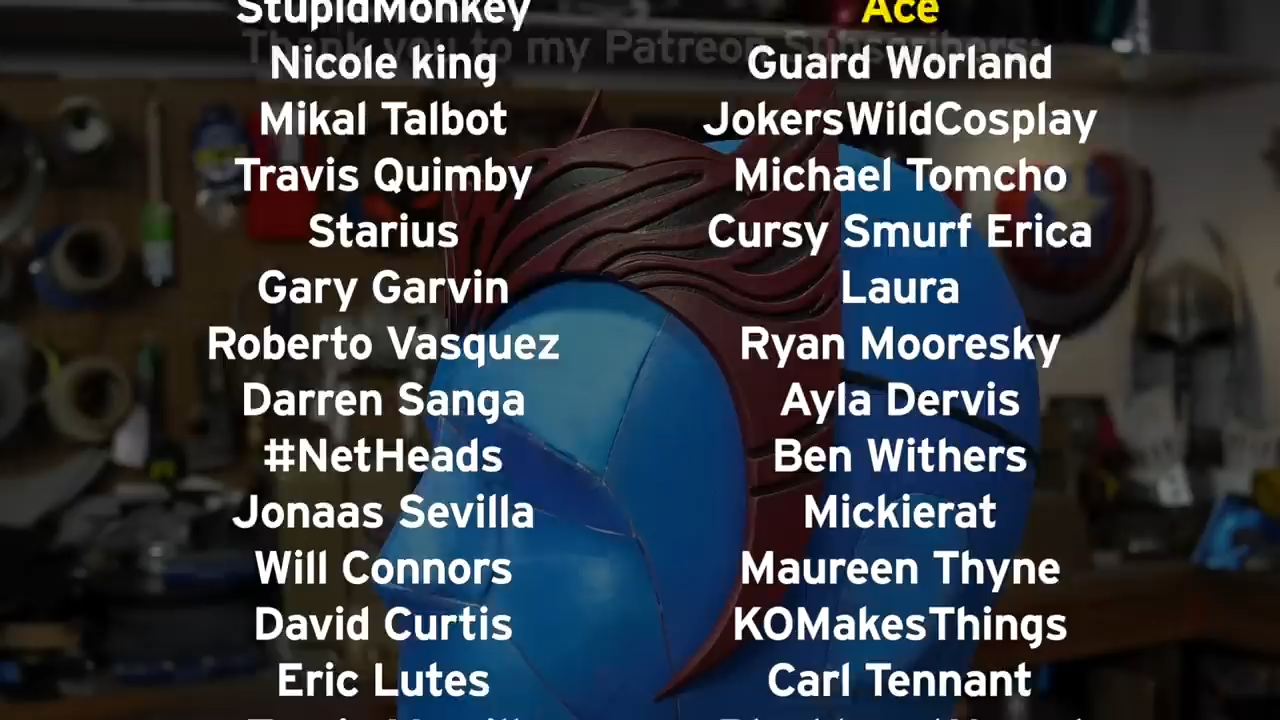 Thank you to my Patreon Subscribers:
StupidMonkey
Ace
Nicole king
Guard Worland
Mikal Talbot
JokersWildCosplay
Travis Quimby
Michael Tomcho
Starius
Cursy Smurf Erica
Gary Garvin
Laura
Roberto Vasquez
Ryan Mooresky
Darren Sanga
Ayla Dervis
#NetHeads
Ben Withers
Jonaas Sevilla
Mickierat
Will Connors
Maureen Thyne
David Curtis
KOMakesThings
Eric Lutes
Carl Tennant